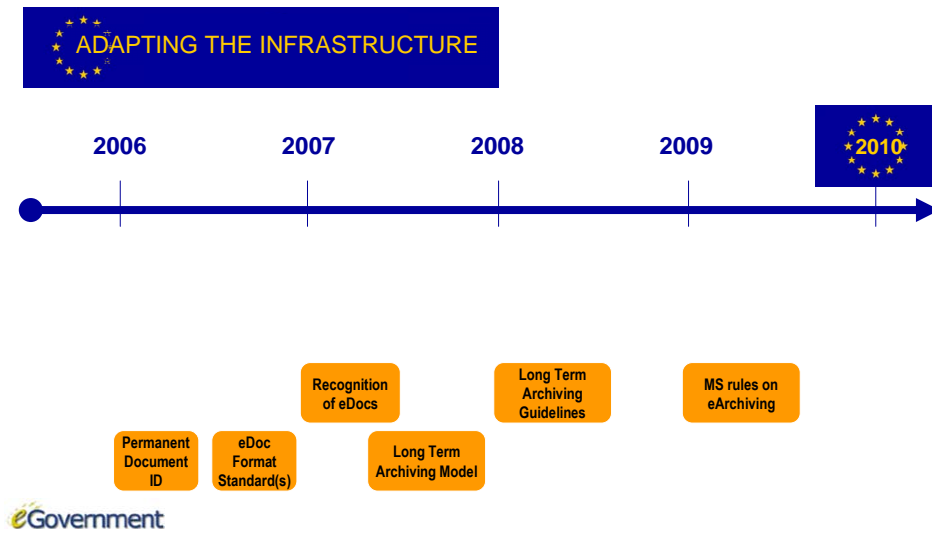 ADAPTING THE INFRASTRUCTURE
2006
2007
2008
2009
2010
Recognition
of eDocs
Long Term
Archiving
Guidelines
MS rules on
eArchiving
Permanent
Document
ID
eDoc
Format
Standard(s)
Long Term
Archiving Model
eGovernment